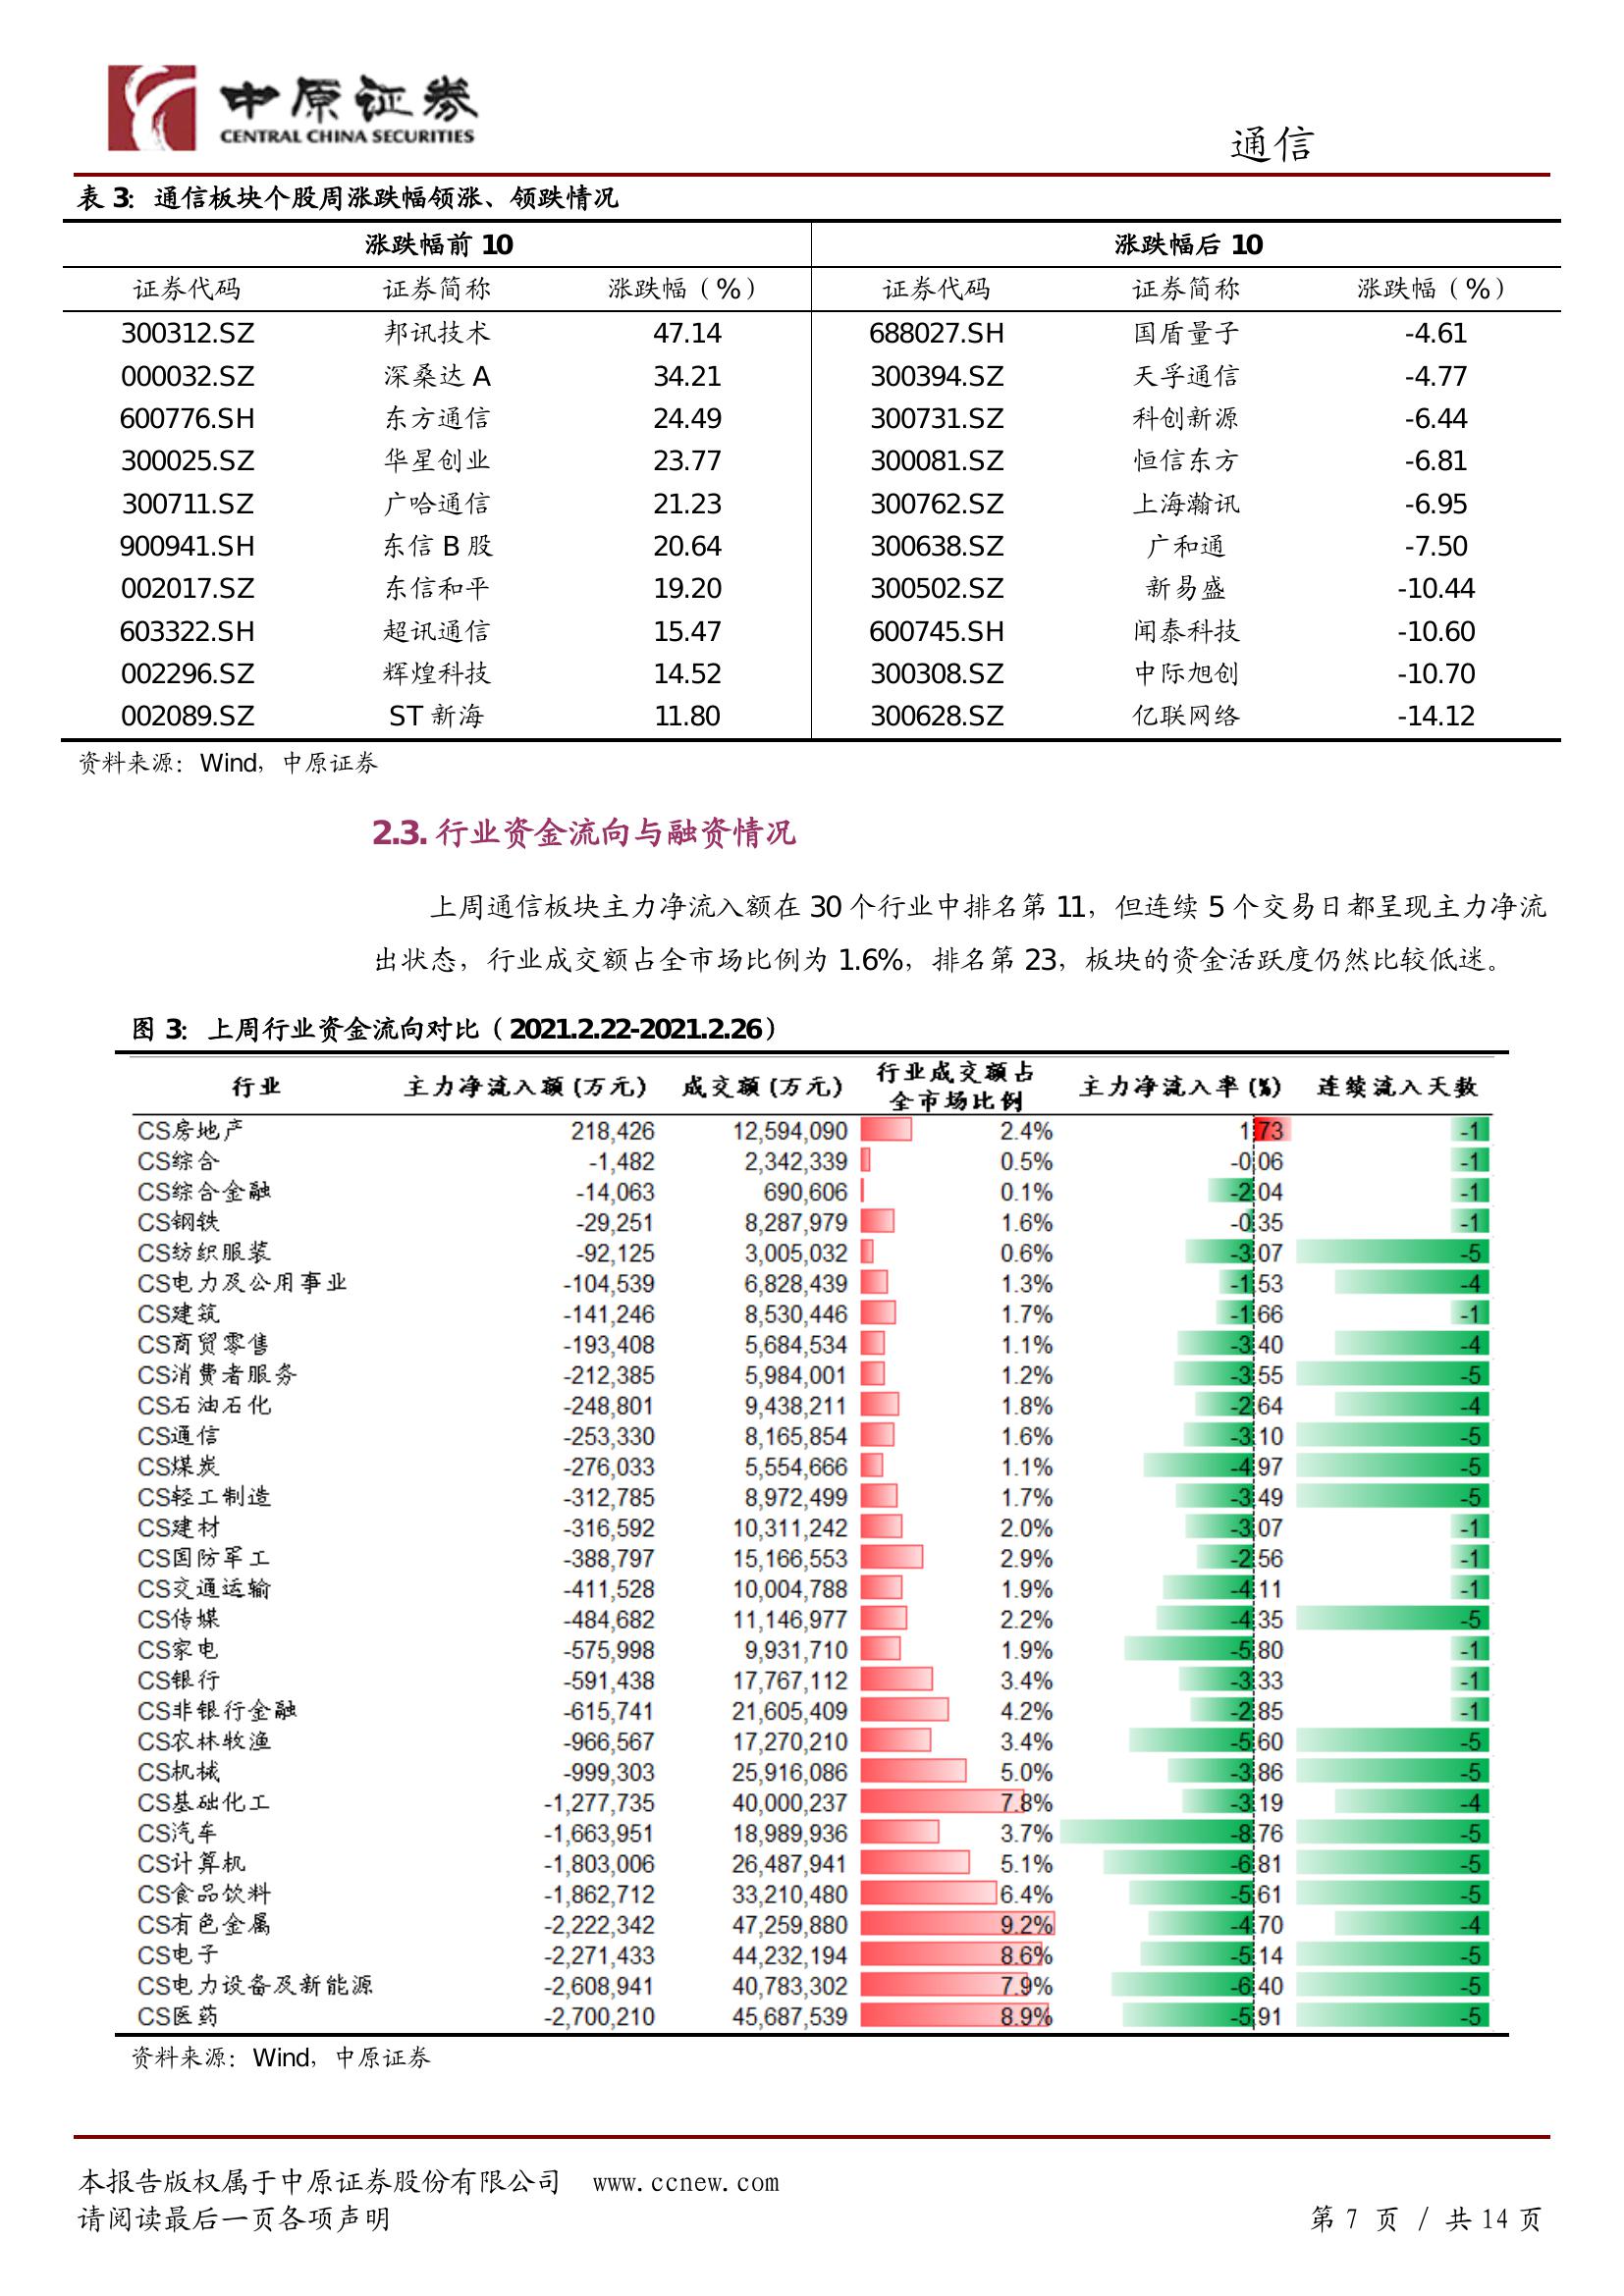 中原证券
CENTRAL CHINA SECURITIES
通信
表 3：通信板块个股周涨跌幅领涨、领跌情况
涨跌幅前 10 涨跌幅后 10
证券代码 证券简称 涨跌幅（%） 证券代码 证券简称 涨跌幅（%）
300312.SZ 邦讯技术 47.14 688027.SH 国盾量子 -4.61
000032.SZ 深桑达 A 34.21 300394.SZ 天孚通信 -4.77
600776.SH 东方通信 24.49 300731.SZ 科创新源 -6.44
300025.SZ 华星创业 23.77 300081.SZ 恒信东方 -6.81
300711.SZ 广哈通信 21.23 300762.SZ 上海瀚讯 -6.95
900941.SH 东信 B 股 20.64 300638.SZ 广和通 -7.50
002017.SZ 东信和平 19.20 300502.SZ 新易盛 -10.44
603322.SH 超讯通信 15.47 600745.SH 闻泰科技 -10.60
002296.SZ 辉煌科技 14.52 300308.SZ 中际旭创 -10.70
002089.SZ ST 新海 11.80 300628.SZ 亿联网络 -14.12
资料来源：Wind，中原证券
2.3. 行业资金流向与融资情况
上周通信板块主力净流入额在 30 个行业中排名第 11，但连续 5 个交易日都呈现主力净流
出状态，行业成交额占全市场比例为 1.6%，排名第 23，板块的资金活跃度仍然比较低迷。
图 3：上周行业资金流向对比（2021.2.22-2021.2.26）
行业 主力净流入额(万元) 成交额(万元) 行业成交额占全市场比例 主力净流入率(%) 连续流入天数
CS房地产 218,426 12,594,090 2.4% 1.73 -1
CS综合 -1,482 2,342,339 0.5% -0.06 -1
CS综合金融 -14,063 690,606 0.1% -2.04 -1
CS钢铁 -29,251 8,287,979 1.6% -0.35 -1
CS纺织服装 -92,125 3,005,032 0.6% -3.07 -5
CS电力及公用事业 -104,539 6,828,439 1.3% -1.53 -4
CS建筑 -141,246 8,530,446 1.7% -1.66 -1
CS商贸零售 -193,408 5,684,534 1.1% -3.40 -4
CS消费者服务 -212,385 5,984,001 1.2% -3.55 -5
CS石油石化 -248,801 9,438,211 1.8% -2.64 -4
CS通信 -253,330 8,165,854 1.6% -3.10 -5
CS煤炭 -276,033 5,554,666 1.1% -4.97 -5
CS轻工制造 -312,785 8,972,499 1.7% -3.49 -5
CS建材 -316,592 10,311,242 2.0% -3.07 -1
CS国防军工 -388,797 15,166,553 2.9% -2.56 -1
CS交通运输 -411,528 10,004,788 1.9% -4.11 -1
CS传媒 -484,682 11,146,977 2.2% -4.35 -5
CS家电 -575,998 9,931,710 1.9% -5.80 -1
CS银行 -591,438 17,767,112 3.4% -3.33 -1
CS非银行金融 -615,741 21,605,409 4.2% -2.85 -1
CS农林牧渔 -966,567 17,270,210 3.4% -5.60 -5
CS机械 -999,303 25,916,086 5.0% -3.86 -5
CS基础化工 -1,277,735 40,000,237 7.8% -3.19 -4
CS汽车 -1,663,951 18,989,936 3.7% -8.76 -5
CS计算机 -1,803,006 26,487,941 5.1% -6.81 -5
CS食品饮料 -1,862,712 33,210,480 6.4% -5.61 -5
CS有色金属 -2,222,342 47,259,880 9.2% -4.70 -4
CS电子 -2,271,433 44,232,194 8.6% -5.14 -5
CS电力设备及新能源 -2,608,941 40,783,302 7.9% -6.40 -5
CS医药 -2,700,210 45,687,539 8.9% -5.91 -5
资料来源：Wind，中原证券
本报告版权属于中原证券股份有限公司 www.ccnew.com
请阅读最后一页各项声明 第 7 页 / 共 14 页